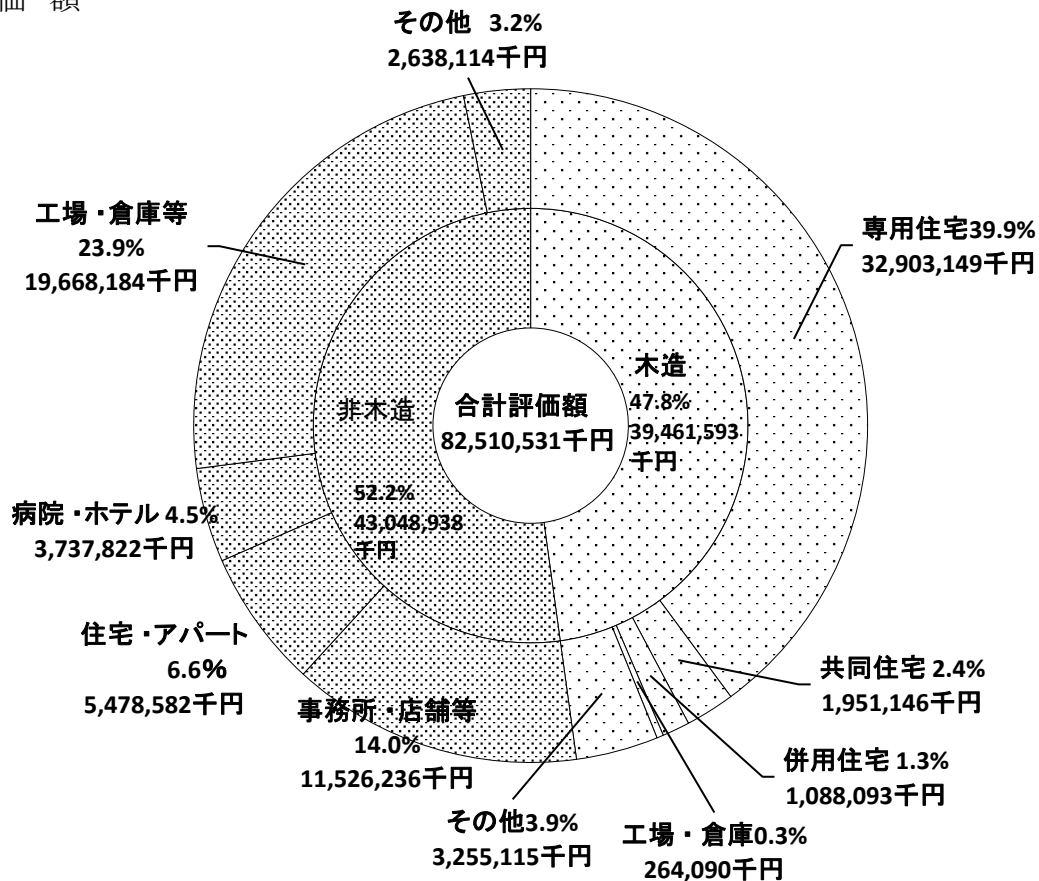 価 額
その他 3.2%
2,638,114千円
工場・倉庫等
23.9%
19,668,184千円
専用住宅39.9%
32,903,149千円
木造
47.8%
39,461,593
千円
非木造
52.2%
43,048,938
千円
合計評価額
82,510,531千円
病院・ホテル 4.5%
3,737,822千円
住宅・アパート
6.6%
5,478,582千円
事務所・店舗等
14.0%
11,526,236千円
共同住宅 2.4%
1,951,146千円
併用住宅 1.3%
1,088,093千円
その他3.9%
3,255,115千円
工場・倉庫0.3%
264,090千円